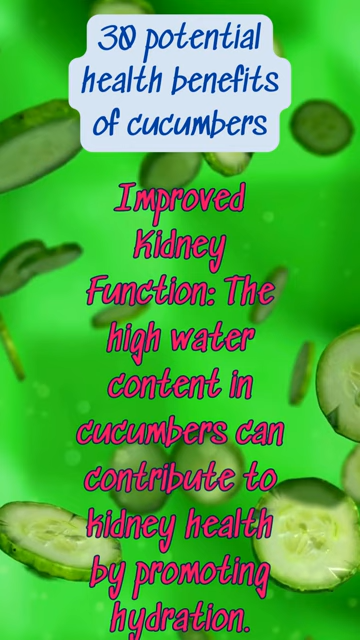 30 potential
health benefits
of cucumbers
Improved
Kidney
Function: The
high water
content in
cucumbers can
contribute to
kidney health
by promoting
hydration.